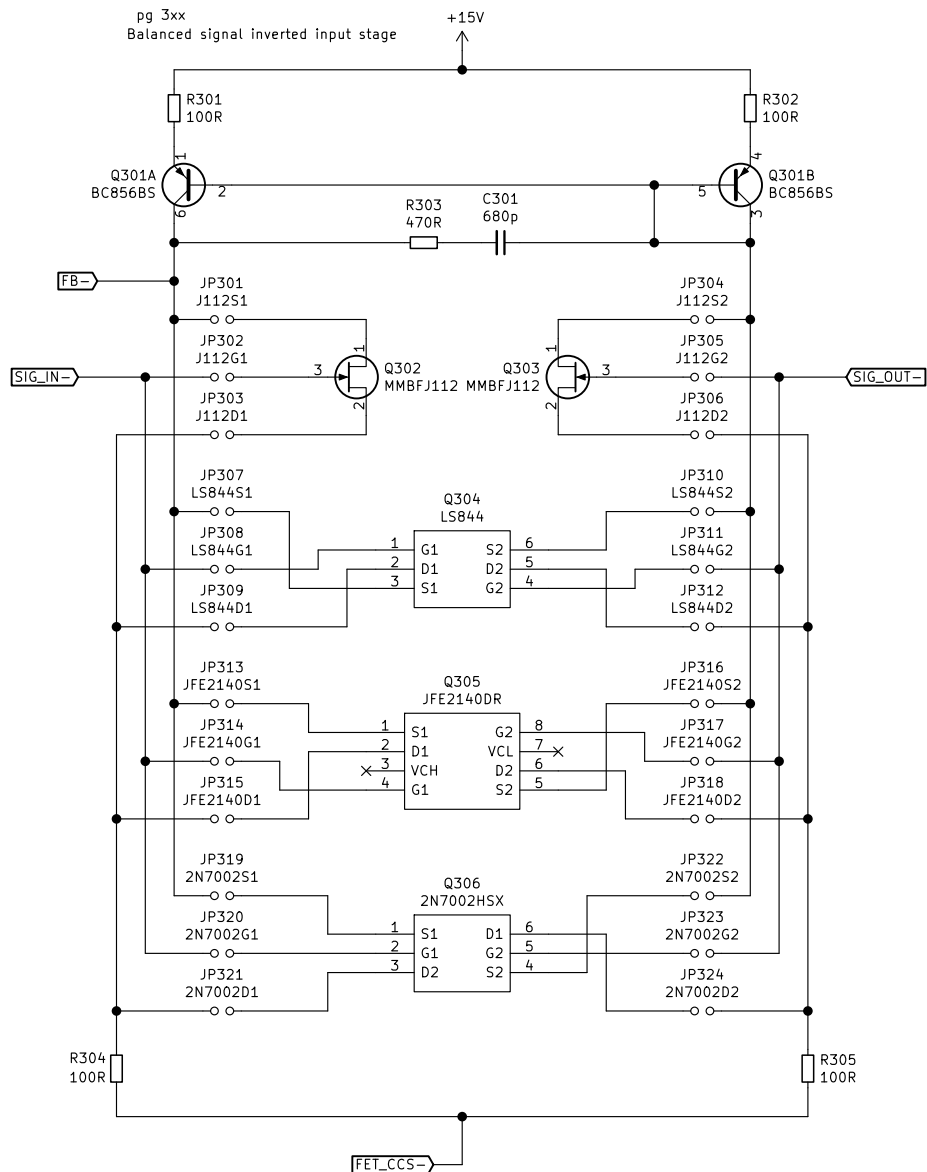 pg 3xx
Balanced signal inverted input stage
+15V
R301
100R
R302
100R
Q301A
BC856BS
1
2
6
Q301B
BC856BS
4
5
3
R303
470R
C301
680p
FB-
JP301
J112S1
JP304
J112S2
JP302
J112G1
JP305
J112G2
SIG_IN-
SIG_OUT-
1
3
2
Q302
MMBFJ112
Q303
MMBFJ112
1
3
2
JP303
J112D1
JP306
J112D2
JP307
LS844S1
JP310
LS844S2
Q304
LS844
JP308
LS844G1
JP311
LS844G2
1 G1 S2 6
2 D1 D2 5
3 S1 G2 4
JP309
LS844D1
JP312
LS844D2
JP313
JFE2140S1
JP316
JFE2140S2
Q305
JFE2140DR
JP314
JFE2140G1
JP317
JFE2140G2
1 S1 G2 8
2 D1 VCL 7
3 VCH D2 6
4 G1 S2 5
JP315
JFE2140D1
JP318
JFE2140D2
JP319
2N7002S1
JP322
2N7002S2
Q306
2N7002HSX
JP320
2N7002G1
JP323
2N7002G2
1 S1 D1 6
2 G1 G2 5
3 D2 S2 4
JP321
2N7002D1
JP324
2N7002D2
R304
100R
R305
100R
FET_CCS-